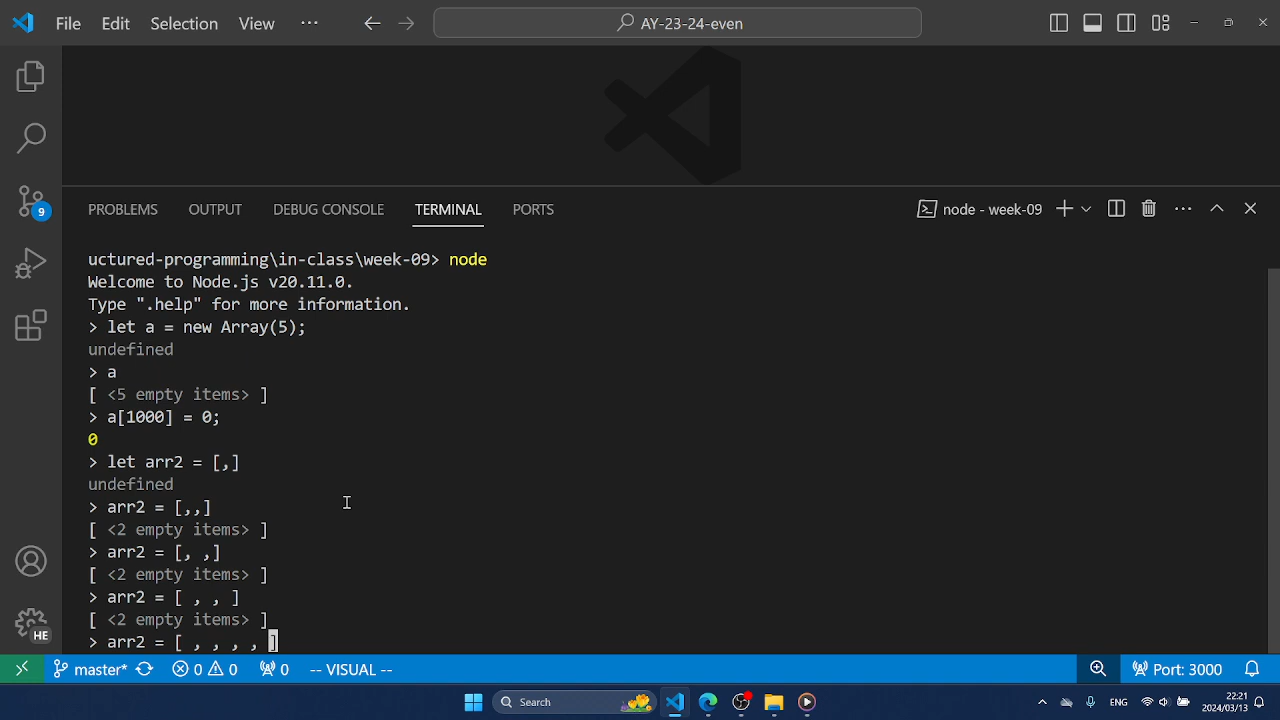 File Edit Selection View ··· AY-23-24-even
PROBLEMS OUTPUT DEBUG CONSOLE TERMINAL PORTS node - week-09
uctured-programming\in-class\week-09> node
Welcome to Node.js v20.11.0.
Type ".help" for more information.
> let a = new Array(5);
undefined
> a
[ <5 empty items> ]
> a[1000] = 0;
0
> let arr2 = [,]
undefined
> arr2 = [,,]
[ <2 empty items> ]
> arr2 = [, ,]
[ <2 empty items> ]
> arr2 = [ , , ]
[ <2 empty items> ]
> arr2 = [ , , , , ]
9
HE
master* 0 0 0 -- VISUAL -- Port: 3000
Search ENG 22:21
2024/03/13